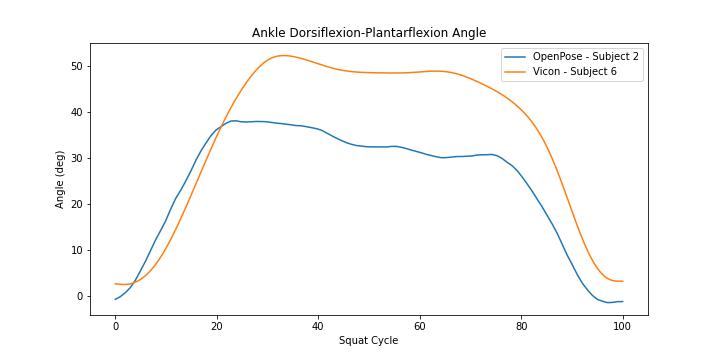 Ankle Dorsiflexion-Plantarflexion Angle
OpenPose - Subject 2
Vicon - Subject 6
Angle (deg)
50
40
30
20
10
0
0 20 40 60 80 100
Squat Cycle